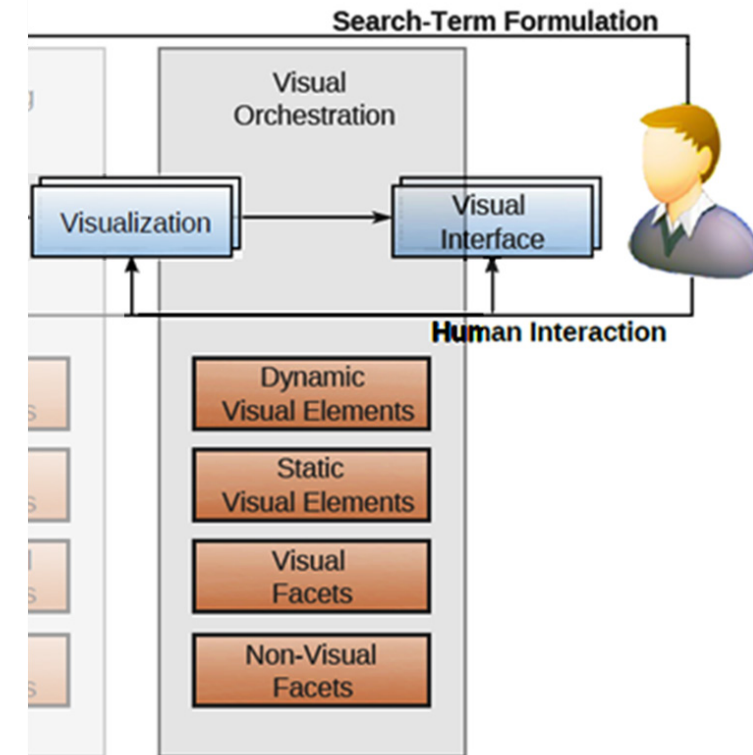 Search-Term Formulation
Visual
Orchestration
g
Visualization
Visual
Interface
Human Interaction
Dynamic
Visual Elements
s
Static
Visual Elements
s
Visual
Facets
l
s
Non-Visual
Facets
s